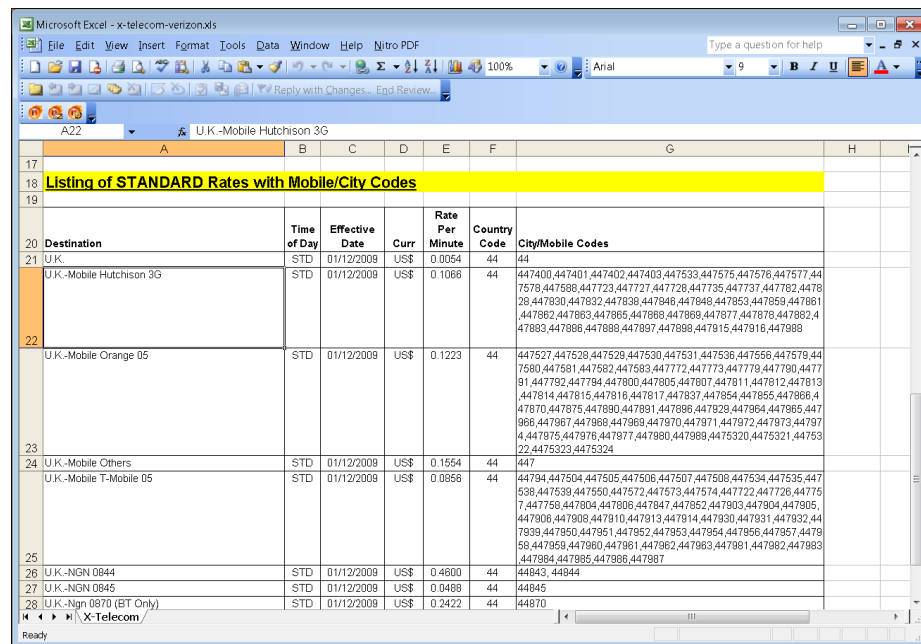 Microsoft Excel - x-telecom-verizon.xls
File Edit View Insert Format Tools Data Window Help Nitro PDF
Type a question for help
100%
Arial
9
B I U
A
Reply with Changes... End Review...
A22
fx U.K.-Mobile Hutchison 3G
A B C D E F G H
17
18 Listing of STANDARD Rates with Mobile/City Codes
19
20 Destination Time of Day Effective Date Curr Rate Per Minute Country Code City/Mobile Codes
21 U.K. STD 01/12/2009 US$ 0.0054 44 44
22 U.K.-Mobile Hutchison 3G STD 01/12/2009 US$ 0.1066 44 447400,447401,447402,447403,447533,447575,447576,447577,44
7578,447588,447723,447727,447728,447735,447737,447782,4478
28,447830,447832,447838,447846,447848,447853,447859,447861
,447862,447863,447865,447868,447869,447877,447878,447882,4
47883,447886,447888,447897,447898,447915,447916,447988
23 U.K.-Mobile Orange 05 STD 01/12/2009 US$ 0.1223 44 447527,447528,447529,447530,447531,447536,447556,447579,44
7580,447581,447582,447583,447772,447773,447779,447790,4477
91,447792,447794,447800,447805,447807,447811,447812,447813
,447814,447815,447816,447817,447837,447854,447855,447866,4
47870,447875,447890,447891,447896,447929,447964,447965,447
966,447967,447968,447969,447970,447971,447972,447973,44797
4,447975,447976,447977,447980,447989,4475320,4475321,44753
22,4475323,4475324
24 U.K.-Mobile Others STD 01/12/2009 US$ 0.1554 44 447
25 U.K.-Mobile T-Mobile 05 STD 01/12/2009 US$ 0.0856 44 44794,447504,447505,447506,447507,447508,447534,447535,447
538,447539,447550,447572,447573,447574,447722,447726,44775
7,447758,447804,447806,447847,447852,447903,447904,447905,
447906,447908,447910,447913,447914,447930,447931,447932,44
7939,447950,447951,447952,447953,447954,447956,447957,4479
58,447959,447960,447961,447962,447963,447981,447982,447983
,447984,447985,447986,447987
26 U.K.-NGN 0844 STD 01/12/2009 US$ 0.4600 44 44843, 44844
27 U.K.-NGN 0845 STD 01/12/2009 US$ 0.0488 44 44845
28 U.K.-Ngn 0870 (BT Only) STD 01/12/2009 US$ 0.2422 44 44870
X-Telecom
Ready